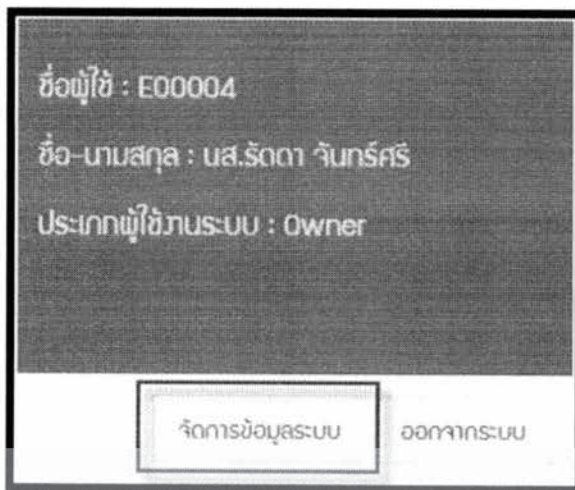 ชื่อผู้ใช้ : E00004
ชื่อ-นามสกุล : นส.รัดดา จันทร์ศรี
ประเภทผู้ใช้งานระบบ : Owner
จัดการข้อมูลระบบ ออกจากระบบ